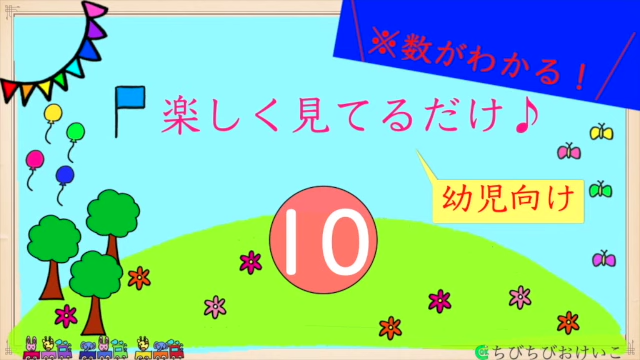 ※数がわかる！
楽しく見てるだけ♪
幼児向け
10
@ちびちびおけいこ